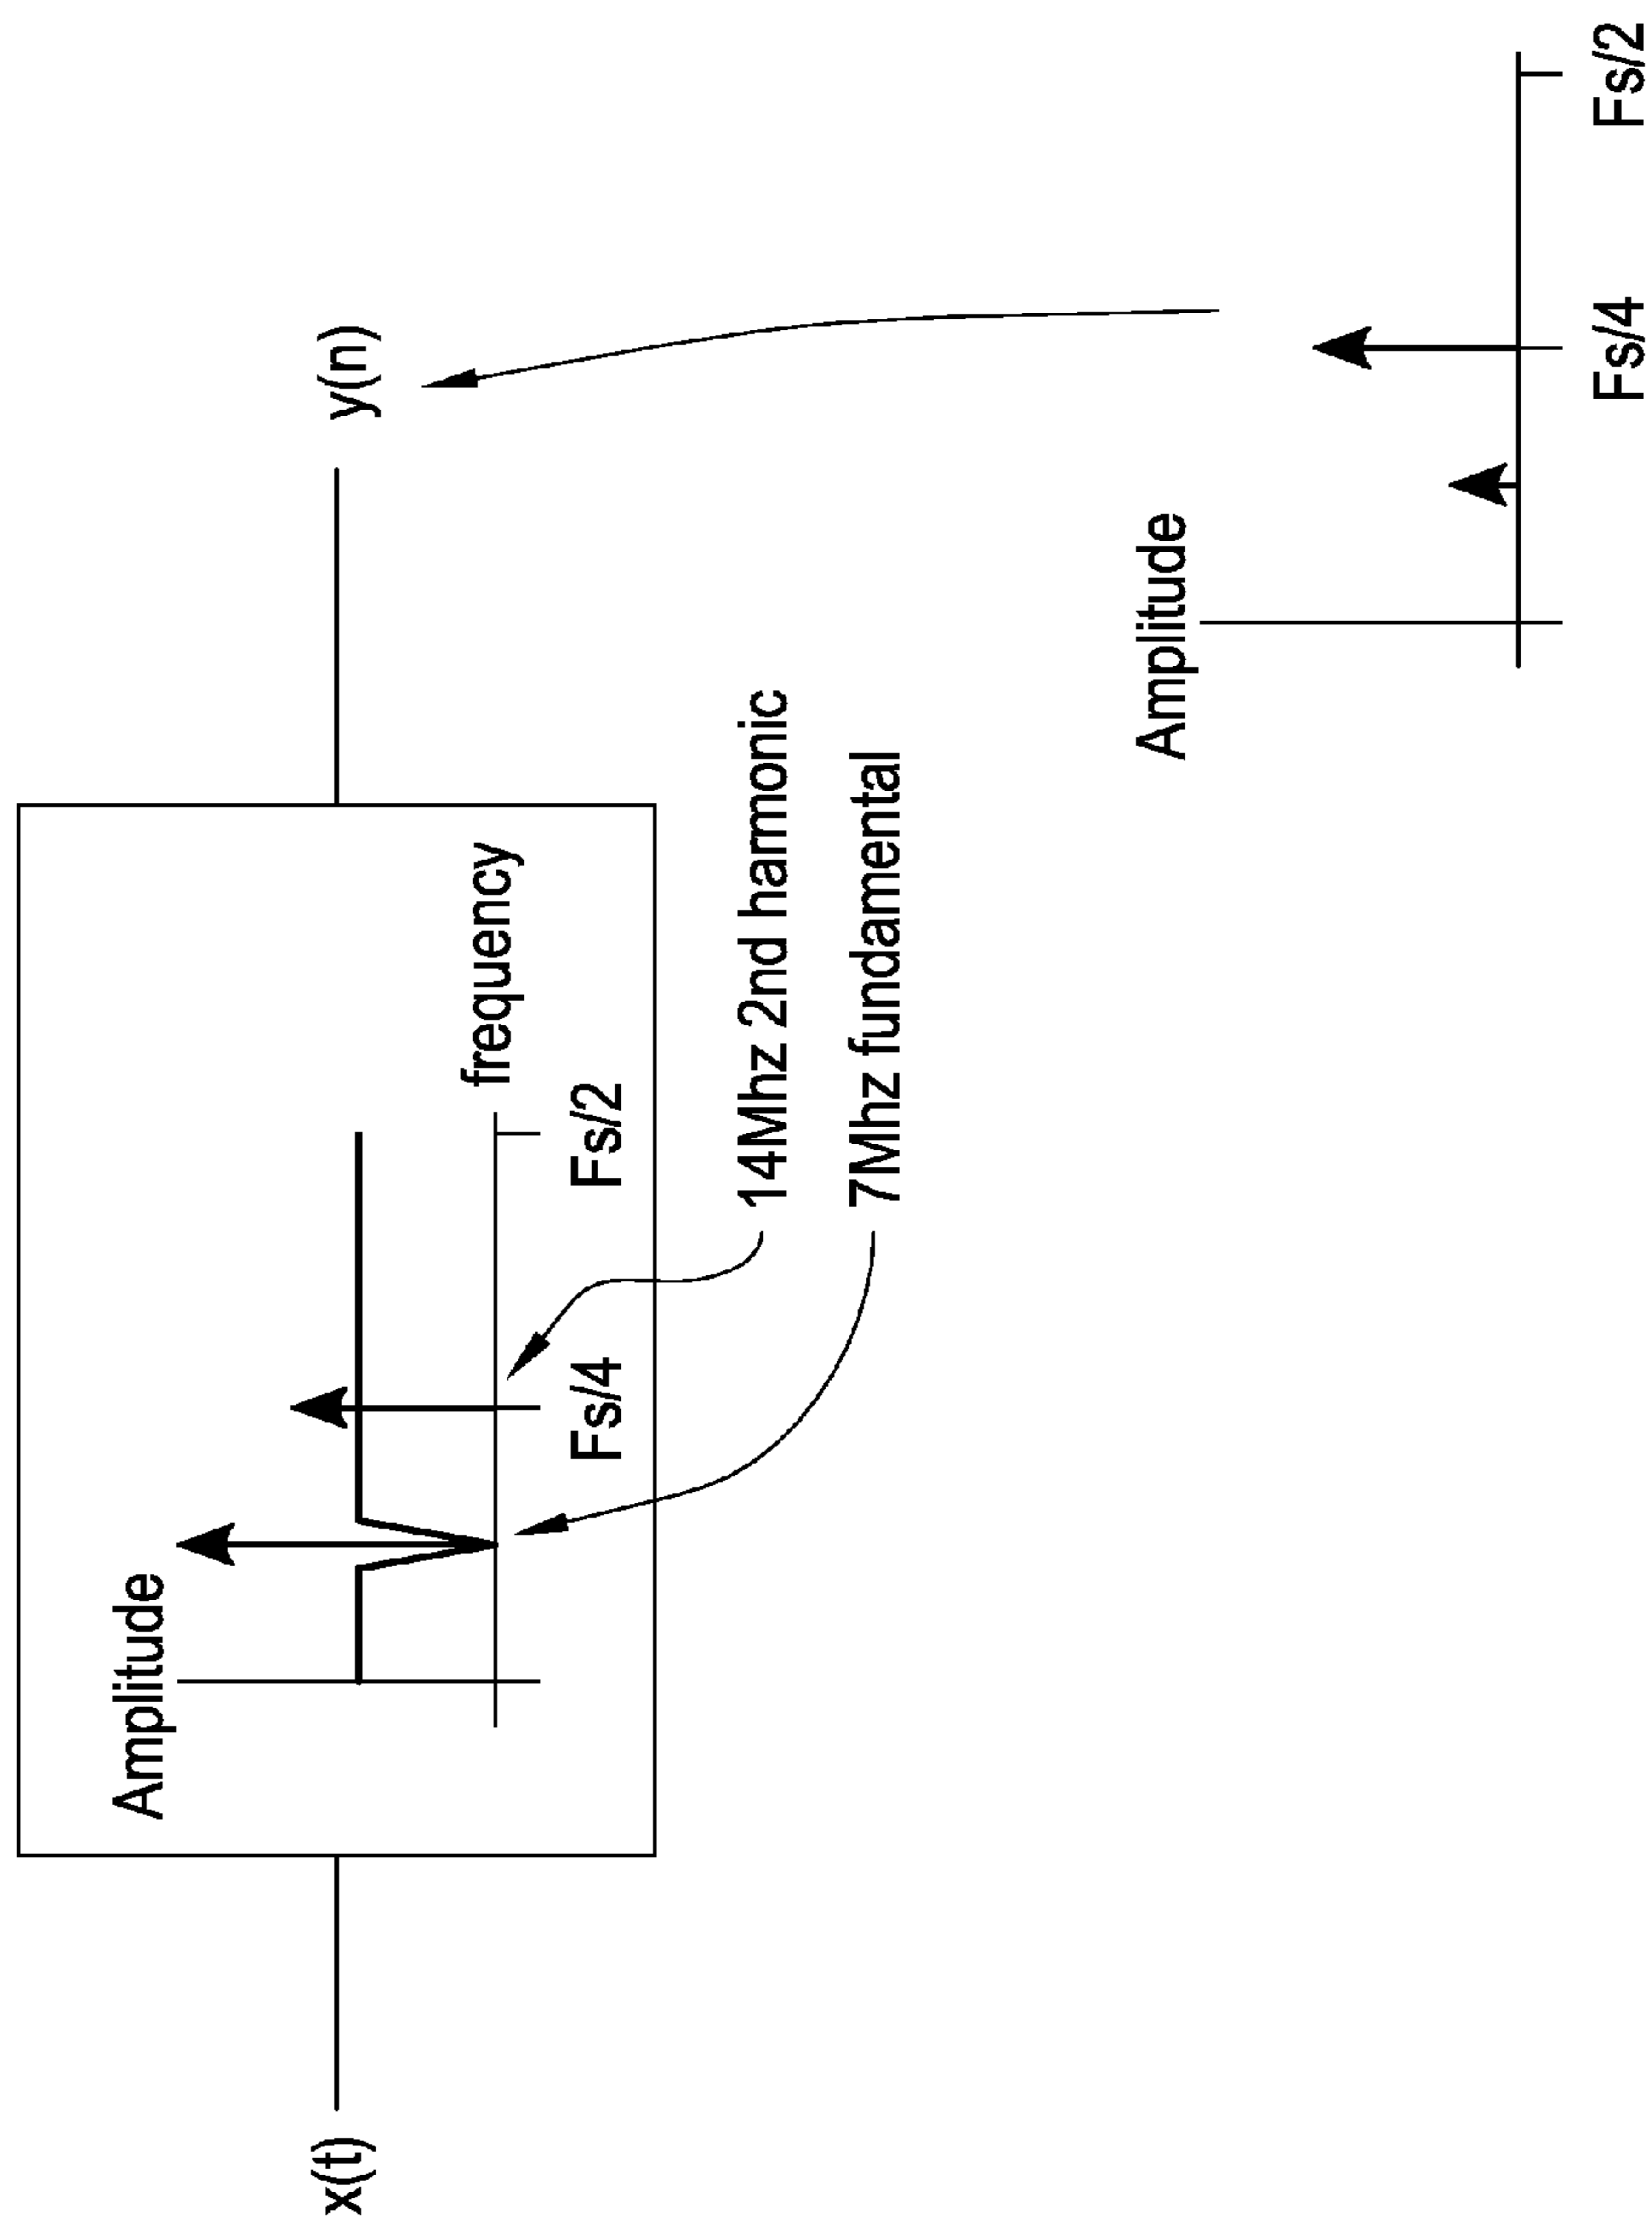 Amplitude
x(t)
y(n)
frequency
Fs/4
Fs/2
14Mhz 2nd harmonic
7Mhz fundamental
Amplitude
Fs/4
Fs/2